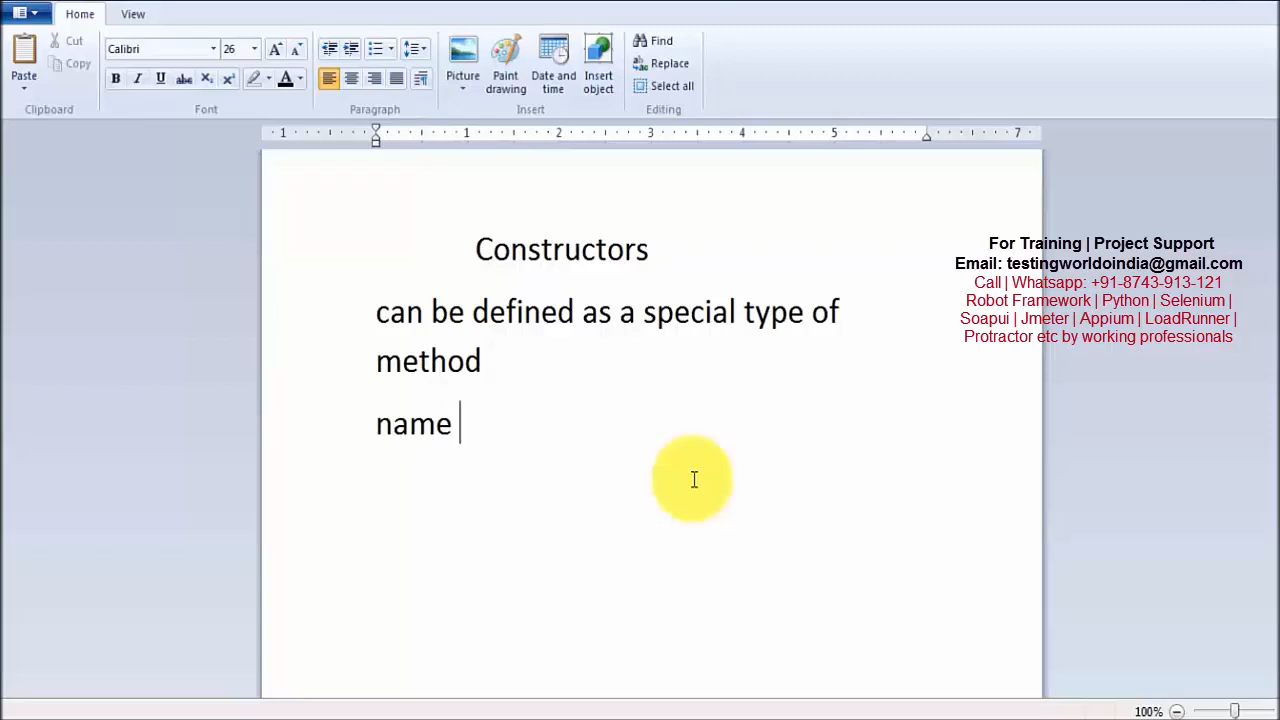 Home
View
Cut
Copy
Paste
Clipboard
Calibri
26
B I U abc X₂ X²
A
Font
Paragraph
Picture
Paint drawing
Date and time
Insert object
Insert
Find
Replace
Select all
Editing
1 1 2 3 4 5 7
Constructors
can be defined as a special type of
method
name
For Training | Project Support
Email: testingworldoindia@gmail.com
Call | Whatsapp: +91-8743-913-121
Robot Framework | Python | Selenium |
Soapui | Jmeter | Appium | LoadRunner |
Protractor etc by working professionals
100%